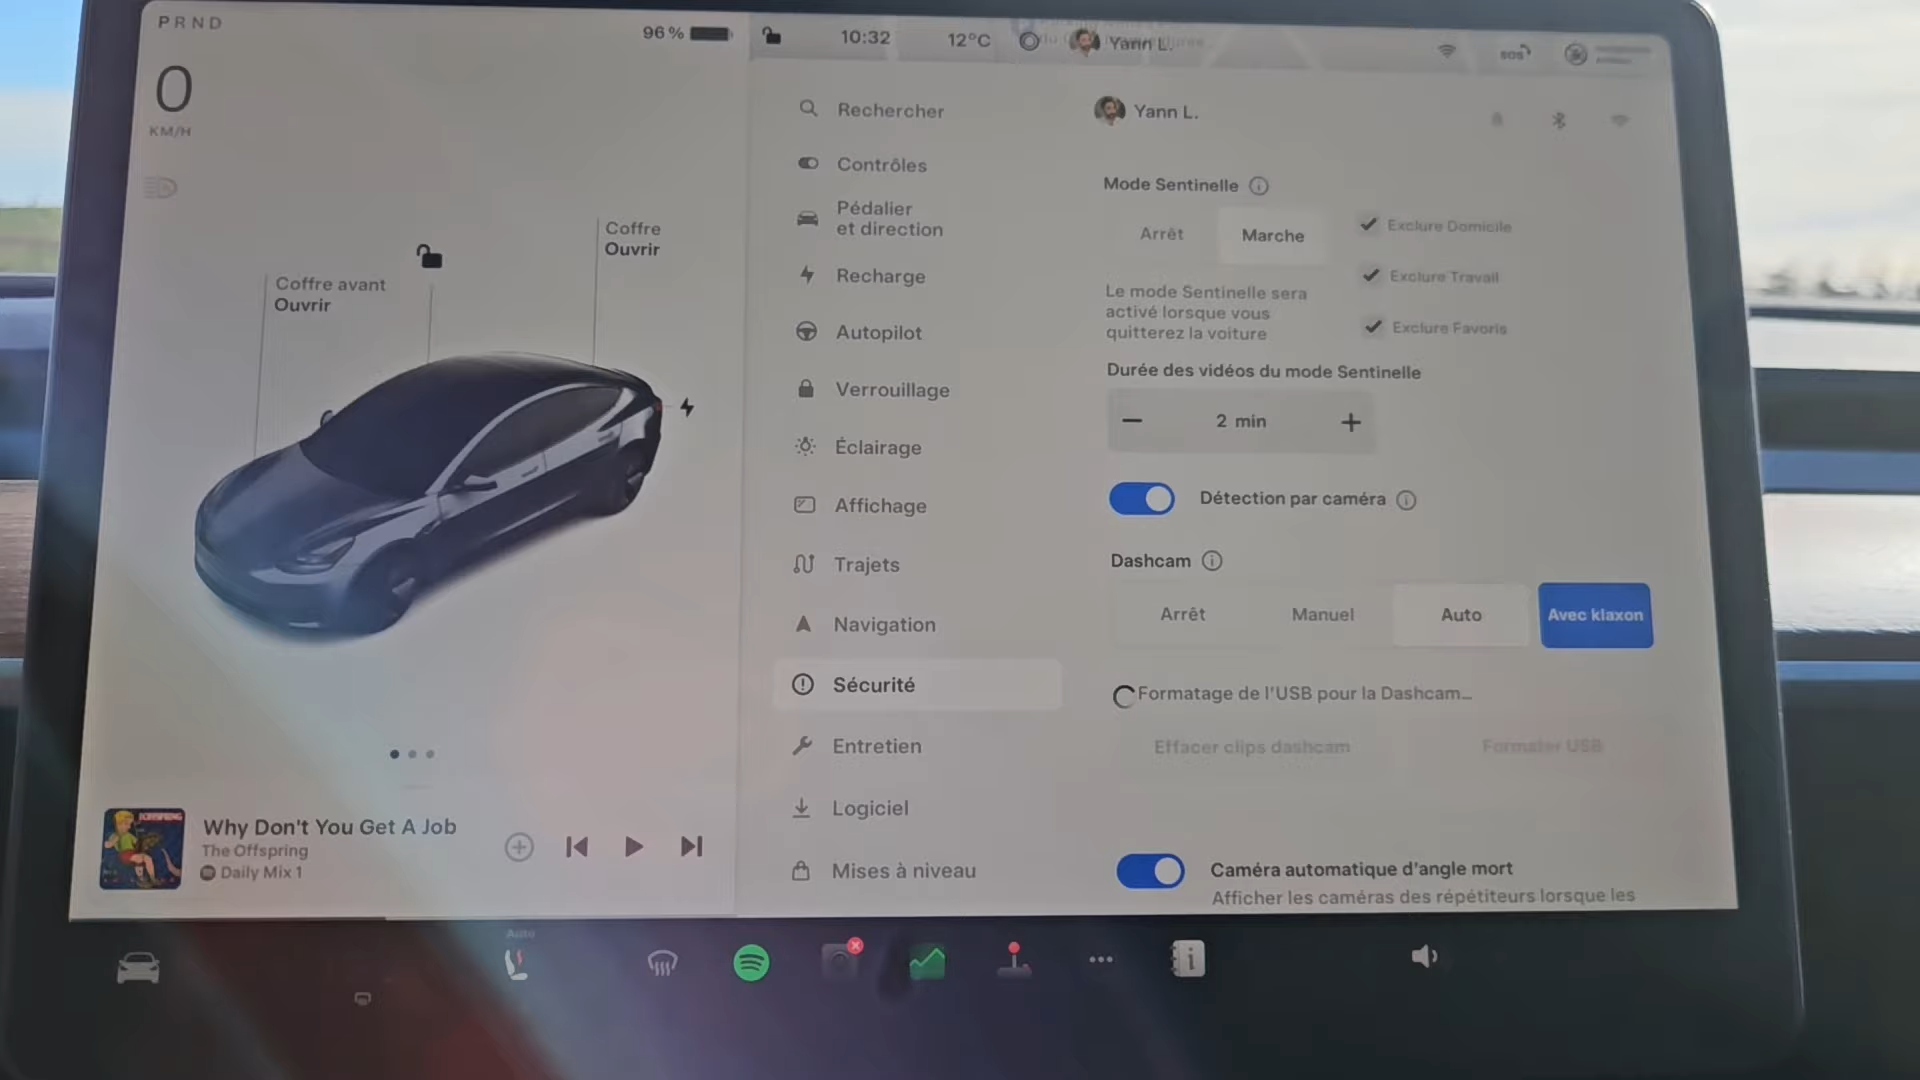 PRND
96 %
10:32
12°C
Yann L.
SOS
0
KM/H
Coffre
Ouvrir
Coffre avant
Ouvrir
Why Don't You Get A Job
The Offspring
Daily Mix 1
Rechercher
Contrôles
Pédalier
et direction
Recharge
Autopilot
Verrouillage
Éclairage
Affichage
Trajets
Navigation
Sécurité
Entretien
Logiciel
Mises à niveau
Yann L.
Mode Sentinelle
Arrêt Marche
Exclure Domicile
Exclure Travail
Exclure Favoris
Le mode Sentinelle sera
activé lorsque vous
quitterez la voiture
Durée des vidéos du mode Sentinelle
− 2 min +
Détection par caméra
Dashcam
Arrêt Manuel Auto Avec klaxon
Formatage de l'USB pour la Dashcam...
Effacer clips dashcam Formater USB
Caméra automatique d'angle mort
Afficher les caméras des répétiteurs lorsque les
Auto